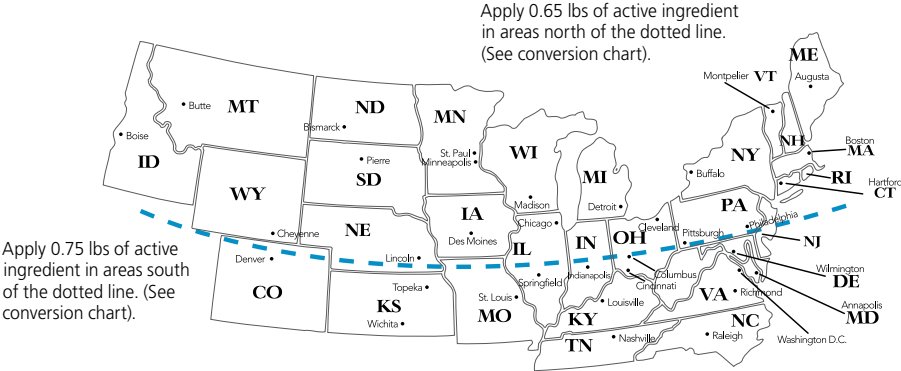 Apply 0.65 lbs of active ingredient
in areas north of the dotted line.
(See conversion chart).
ME
Montpelier VT
Augusta
Butte
MT
ND
Bismarck
MN
Boise
ID
St. Paul
Minneapolis
WI
NH
Boston
MA
NY
Pierre
SD
MI
Buffalo
RI
Hartford
CT
WY
Madison
Detroit
PA
NE
IA
Chicago
Cleveland
Philadelphia
Cheyenne
Des Moines
IL
IN
OH
Pittsburgh
NJ
Apply 0.75 lbs of active
ingredient in areas south
of the dotted line. (See
conversion chart).
Denver
Lincoln
Indianapolis
Columbus
Wilmington
DE
CO
Topeka
KS
Springfield
Cincinnati
St. Louis
MO
Louisville
VA
Richmond
Annapolis
MD
Wichita
KY
NC
TN
Nashville
Raleigh
Washington D.C.